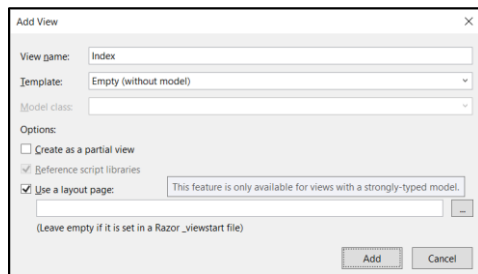 Add View
View name: Index
Template: Empty (without model)
Model class:
Options:
Create as a partial view
Reference script libraries
Use a layout page: This feature is only available for views with a strongly-typed model.
...
(Leave empty if it is set in a Razor _viewstart file)
Add Cancel